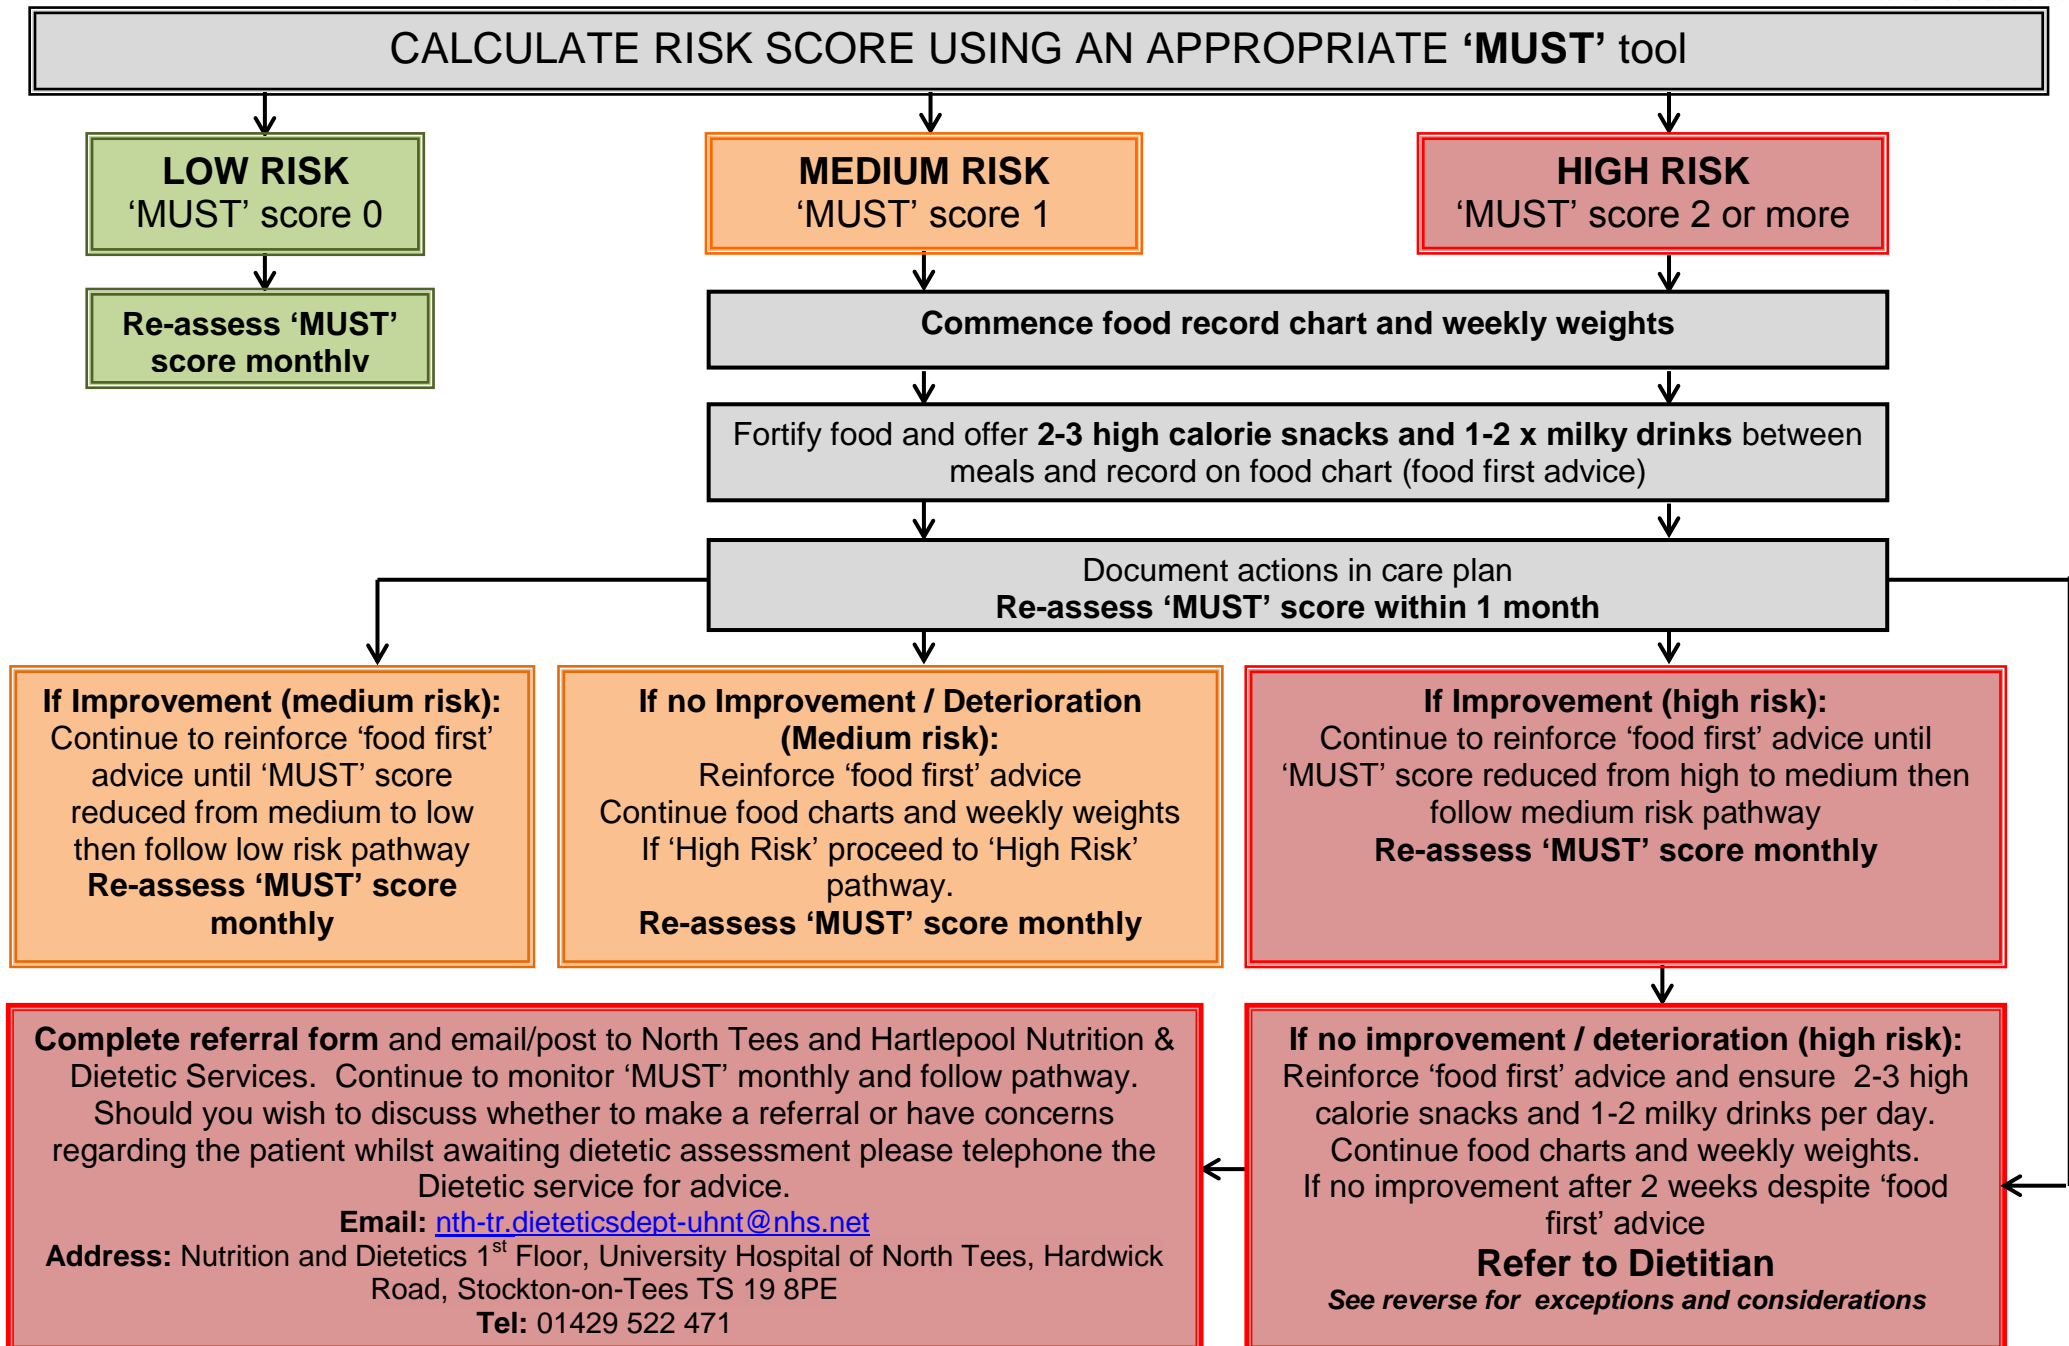 CALCULATE RISK SCORE USING AN APPROPRIATE ‘MUST’ tool
LOW RISK
‘MUST’ score 0
MEDIUM RISK
‘MUST’ score 1
HIGH RISK
‘MUST’ score 2 or more
Re-assess ‘MUST’
score monthly
Commence food record chart and weekly weights
Fortify food and offer 2-3 high calorie snacks and 1-2 x milky drinks between
meals and record on food chart (food first advice)
Document actions in care plan
Re-assess ‘MUST’ score within 1 month
If Improvement (medium risk):
Continue to reinforce ‘food first’
advice until ‘MUST’ score
reduced from medium to low
then follow low risk pathway
Re-assess ‘MUST’ score
monthly
If no Improvement / Deterioration
(Medium risk):
Reinforce ‘food first’ advice
Continue food charts and weekly weights
If ‘High Risk’ proceed to ‘High Risk’
pathway.
Re-assess ‘MUST’ score monthly
If Improvement (high risk):
Continue to reinforce ‘food first’ advice until
‘MUST’ score reduced from high to medium then
follow medium risk pathway
Re-assess ‘MUST’ score monthly
Complete referral form and email/post to North Tees and Hartlepool Nutrition &
Dietetic Services.  Continue to monitor ‘MUST’ monthly and follow pathway.
Should you wish to discuss whether to make a referral or have concerns
regarding the patient whilst awaiting dietetic assessment please telephone the
Dietetic service for advice.
Email: nth-tr.dieteticsdept-uhnt@nhs.net
Address: Nutrition and Dietetics 1st Floor, University Hospital of North Tees, Hardwick
Road, Stockton-on-Tees TS 19 8PE
Tel: 01429 522 471
If no improvement / deterioration (high risk):
Reinforce ‘food first’ advice and ensure  2-3 high
calorie snacks and 1-2 milky drinks per day.
Continue food charts and weekly weights.
If no improvement after 2 weeks despite ‘food
first’ advice
Refer to Dietitian
See reverse for  exceptions and considerations